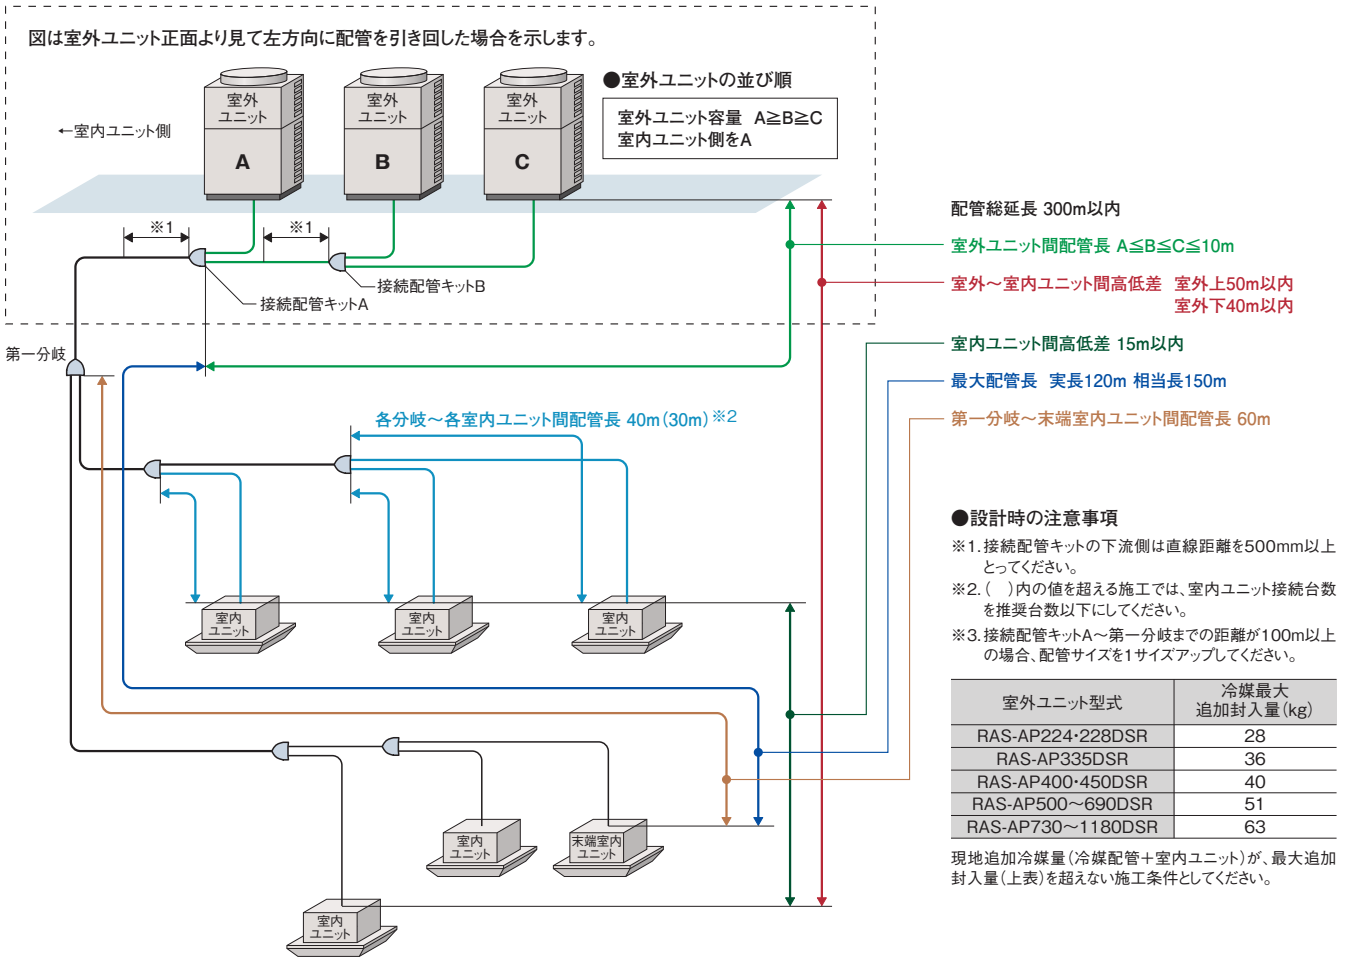 図は室外ユニット正面より見て左方向に配管を引き回した場合を示します。
●室外ユニットの並び順
室外ユニット容量 A≧B≧C
室内ユニット側をA
←室内ユニット側
室外
ユニット
A
室外
ユニット
B
室外
ユニット
C
※1
※1
接続配管キットA
接続配管キットB
第一分岐
配管総延長 300m以内
室外ユニット間配管長 A≦B≦C≦10m
室外～室内ユニット間高低差 室外上50m以内
室外下40m以内
室内ユニット間高低差 15m以内
最大配管長 実長120m 相当長150m
第一分岐～末端室内ユニット間配管長 60m
各分岐～各室内ユニット間配管長 40m(30m)※2
室内
ユニット
室内
ユニット
室内
ユニット
室内
ユニット
末端室内
ユニット
室内
ユニット
●設計時の注意事項
※1.接続配管キットの下流側は直線距離を500mm以上
とってください。
※2.( )内の値を超える施工では、室内ユニット接続台数
を推奨台数以下にしてください。
※3.接続配管キットA～第一分岐までの距離が100m以上
の場合、配管サイズを1サイズアップしてください。
室外ユニット型式 冷媒最大
追加封入量(kg)
RAS-AP224・228DSR 28
RAS-AP335DSR 36
RAS-AP400・450DSR 40
RAS-AP500～690DSR 51
RAS-AP730～1180DSR 63
現地追加冷媒量(冷媒配管＋室内ユニット)が、最大追加
封入量(上表)を超えない施工条件としてください。